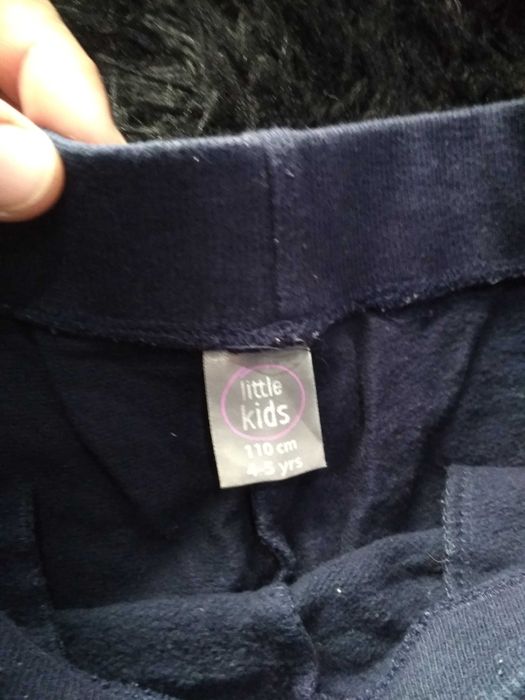 little
kids
110 cm
4-5 yrs